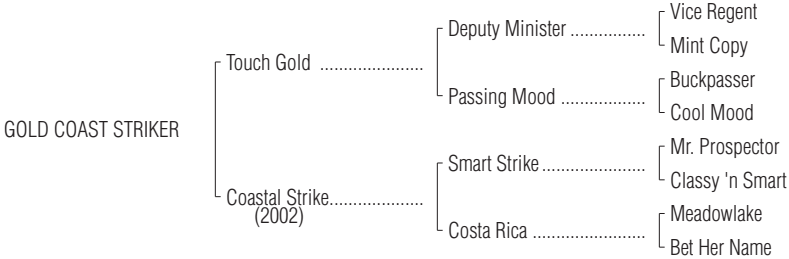 Vice Regent
Deputy Minister ................
Mint Copy
Touch Gold ......................
Buckpasser
Passing Mood ..................
Cool Mood
GOLD COAST STRIKER
Mr. Prospector
Smart Strike......................
Classy 'n Smart
Coastal Strike....................
(2002)
Meadowlake
Costa Rica ........................
Bet Her Name